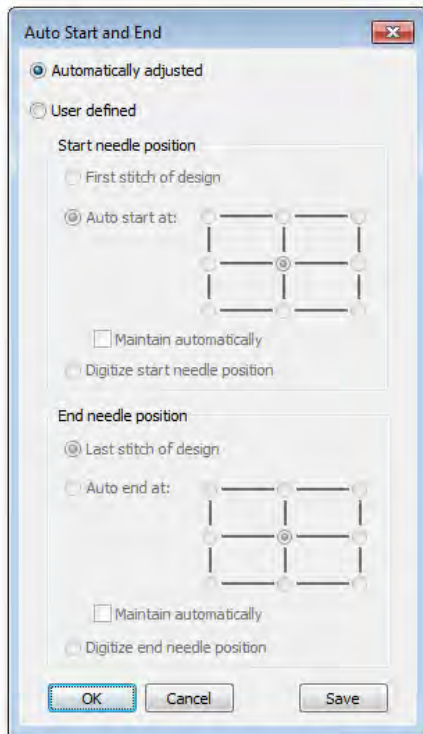 Auto Start and End
Automatically adjusted
User defined
Start needle position
First stitch of design
Auto start at:
Maintain automatically
Digitize start needle position
End needle position
Last stitch of design
Auto end at:
Maintain automatically
Digitize end needle position
OK Cancel Save